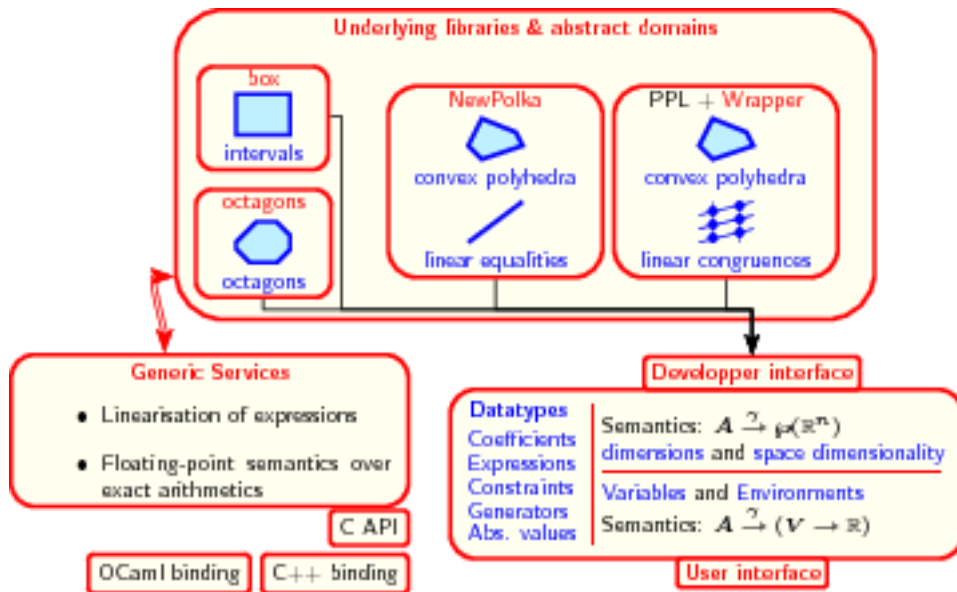 Underlying libraries & abstract domains
box
intervals
octagons
octagons
NewPolka
convex polyhedra
linear equalities
PPL + Wrapper
convex polyhedra
linear congruences
Generic Services
• Linearisation of expressions
• Floating-point semantics over
exact arithmetics
C API
OCaml binding
C++ binding
Developper interface
Datatypes
Coefficients
Expressions
Constraints
Generators
Abs. values
Semantics: A →γ ℘(ℝⁿ)
dimensions and space dimensionality
Variables and Environments
Semantics: A →γ (V → ℝ)
User interface